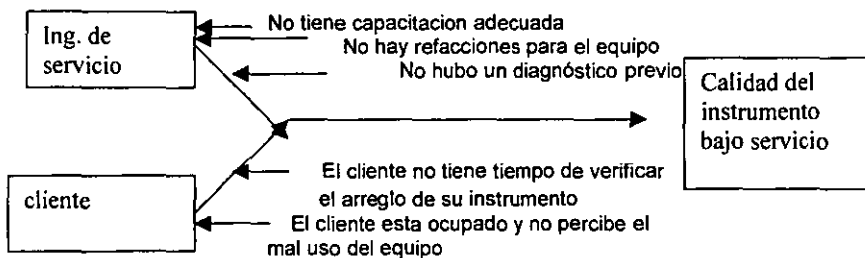 Ing. de
servicio
No tiene capacitacion adecuada
No hay refacciones para el equipo
No hubo un diagnóstico previo
Calidad del
instrumento
bajo servicio
cliente
El cliente no tiene tiempo de verificar
el arreglo de su instrumento
El cliente esta ocupado y no percibe el
mal uso del equipo